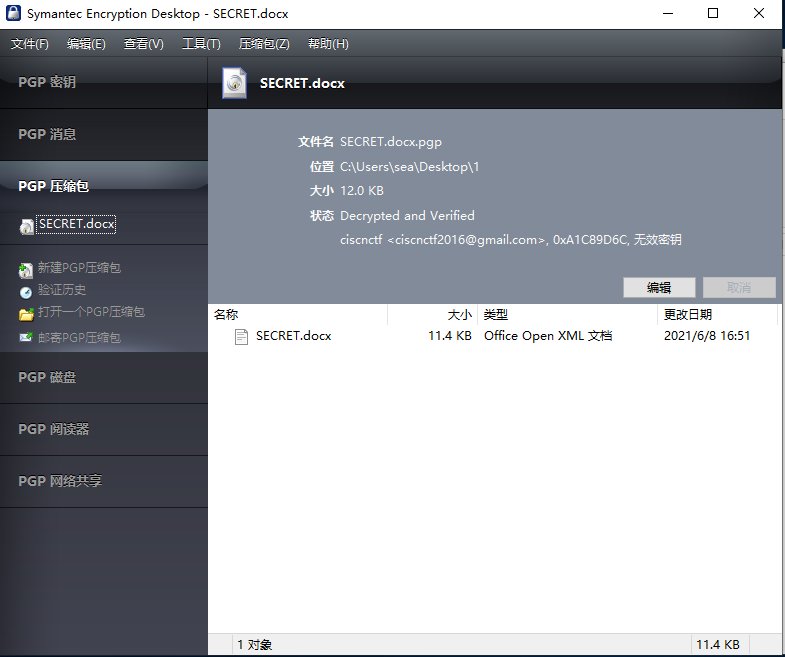 Symantec Encryption Desktop - SECRET.docx
文件(F) 编辑(E) 查看(V) 工具(T) 压缩包(Z) 帮助(H)
PGP 密钥
PGP 消息
PGP 压缩包
SECRET.docx
新建PGP压缩包
验证历史
打开一个PGP压缩包
邮寄PGP压缩包
PGP 磁盘
PGP 阅读器
PGP 网络共享
SECRET.docx
文件名 SECRET.docx.pgp
位置 C:\Users\sea\Desktop\1
大小 12.0 KB
状态 Decrypted and Verified
ciscnctf <ciscnctf2016@gmail.com>, 0xA1C89D6C, 无效密钥
编辑 取消
名称 大小 类型 更改日期
SECRET.docx 11.4 KB Office Open XML 文档 2021/6/8 16:51
1 对象 11.4 KB